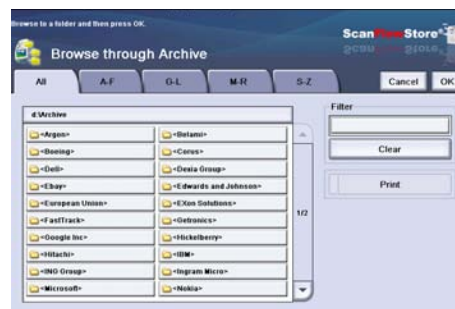 Browse to a folder and then press OK.
ScanFlowStore®
Browse through Archive
All A-F G-L M-R S-Z Cancel OK
d:\Archive
Filter
<Argon> <Belami>
<Boeing> <Corus>
Clear
<Dell> <Dexia Group>
<Ebay> <Edwards and Johnson>
Print
<European Union> <EXon Solutions>
1/2
<FastTrack> <Getronics>
<Google Inc> <Hickelberry>
<Hitachi> <IBM>
<ING Group> <Ingram Micro>
<Microsoft> <Nokia>